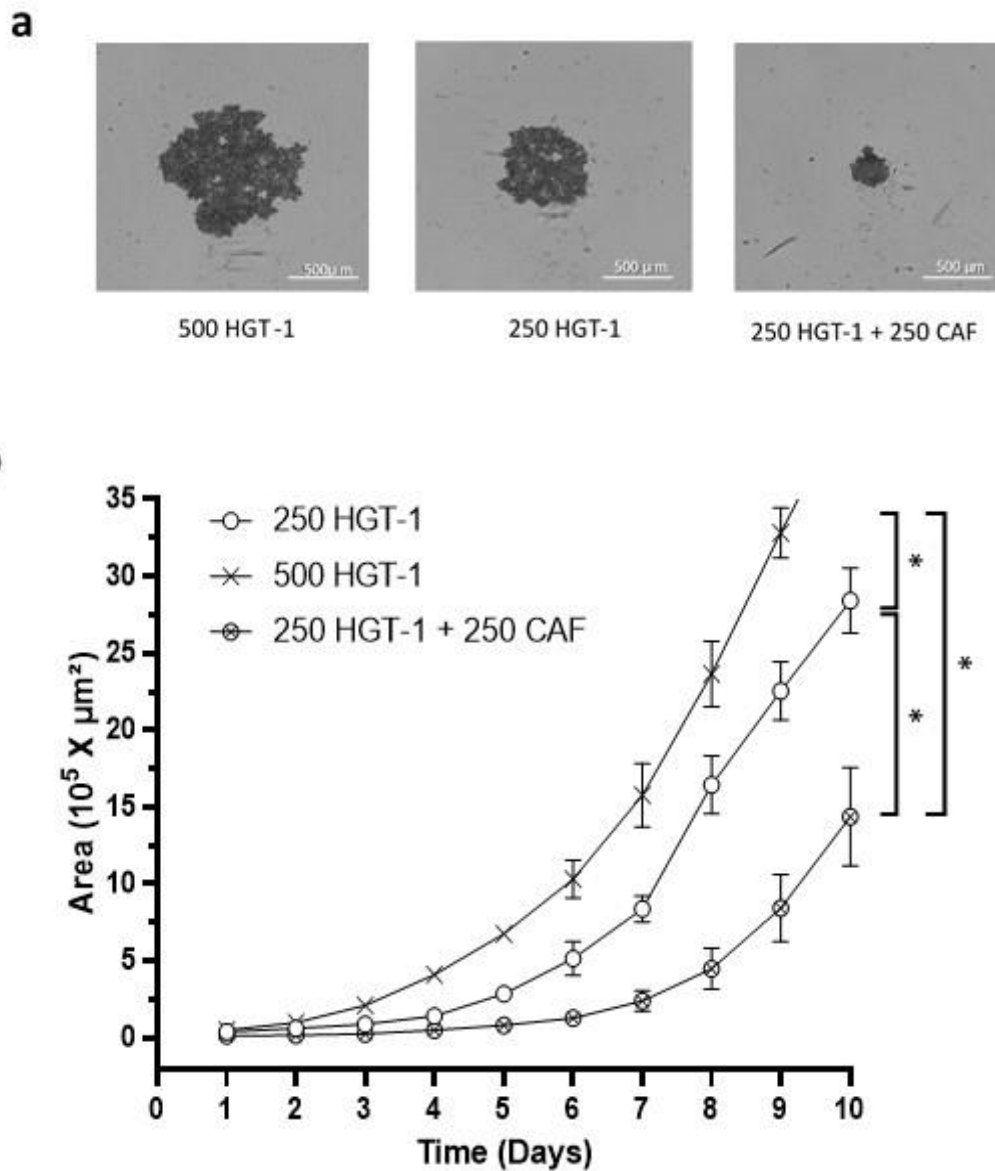 a
500μm
500 μm
500 μm
500 HGT-1
250 HGT-1
250 HGT-1 + 250 CAF
35
30
25
20
15
10
5
0
Area (10⁵ X μm²)
250 HGT-1
500 HGT-1
250 HGT-1 + 250 CAF
*
*
*
0 1 2 3 4 5 6 7 8 9 10
Time (Days)